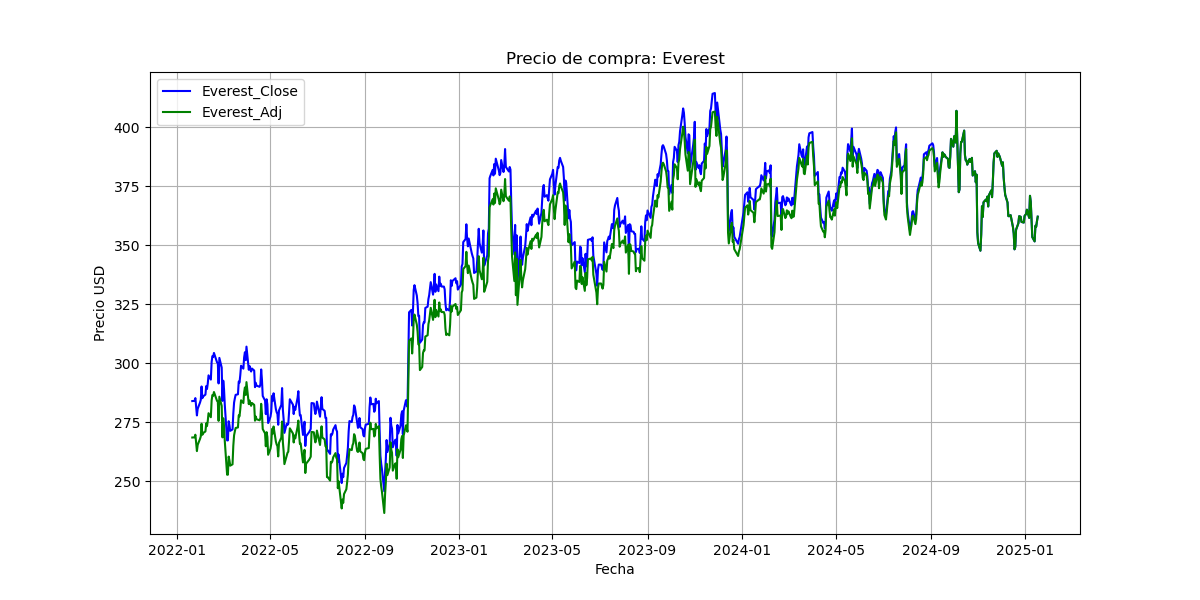 Precio de compra: Everest
Everest_Close
Everest_Adj
Precio USD
400
375
350
325
300
275
250
2022-01 2022-05 2022-09 2023-01 2023-05 2023-09 2024-01 2024-05 2024-09 2025-01
Fecha